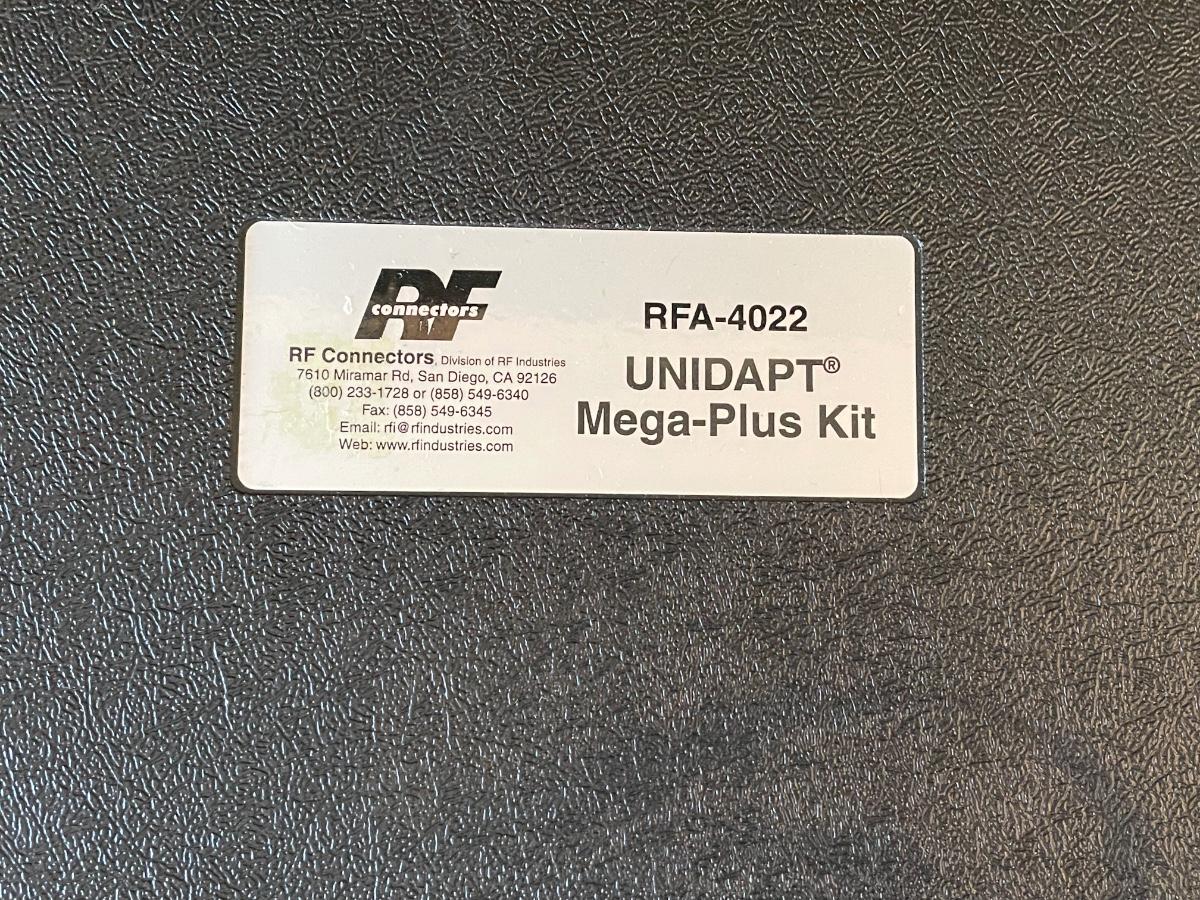 RF
connectors
RF Connectors, Division of RF Industries
7610 Miramar Rd, San Diego, CA 92126
(800) 233-1728 or (858) 549-6340
Fax: (858) 549-6345
Email: rfi@rfindustries.com
Web: www.rfindustries.com
RFA-4022
UNIDAPT®
Mega-Plus Kit